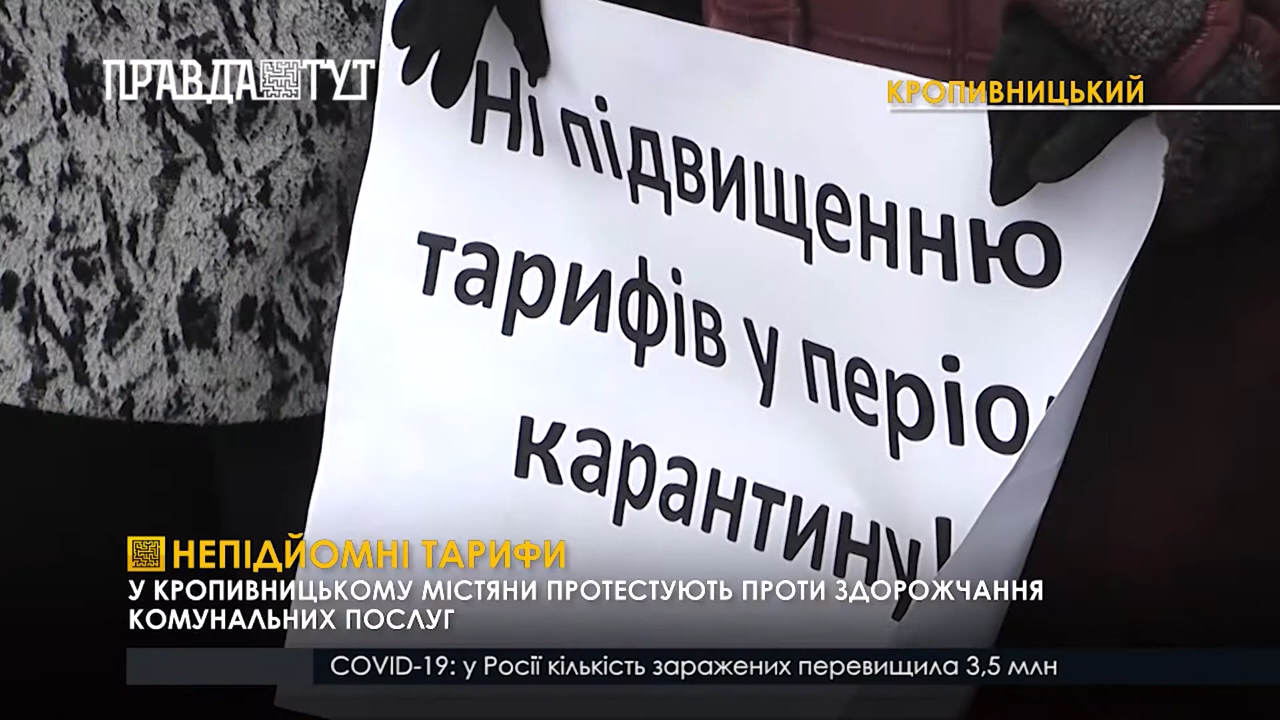 ПРАВДА ТУТ
КРОПИВНИЦЬКИЙ
Ні підвищенню
тарифів у
карантину!
НЕПІДЙОМНІ ТАРИФИ
У КРОПИВНИЦЬКОМУ МІСТЯНИ ПРОТЕСТУЮТЬ ПРОТИ ЗДОРОЖЧАННЯ
КОМУНАЛЬНИХ ПОСЛУГ
COVID-19: у Росії кількість заражених перевищила 3,5 млн